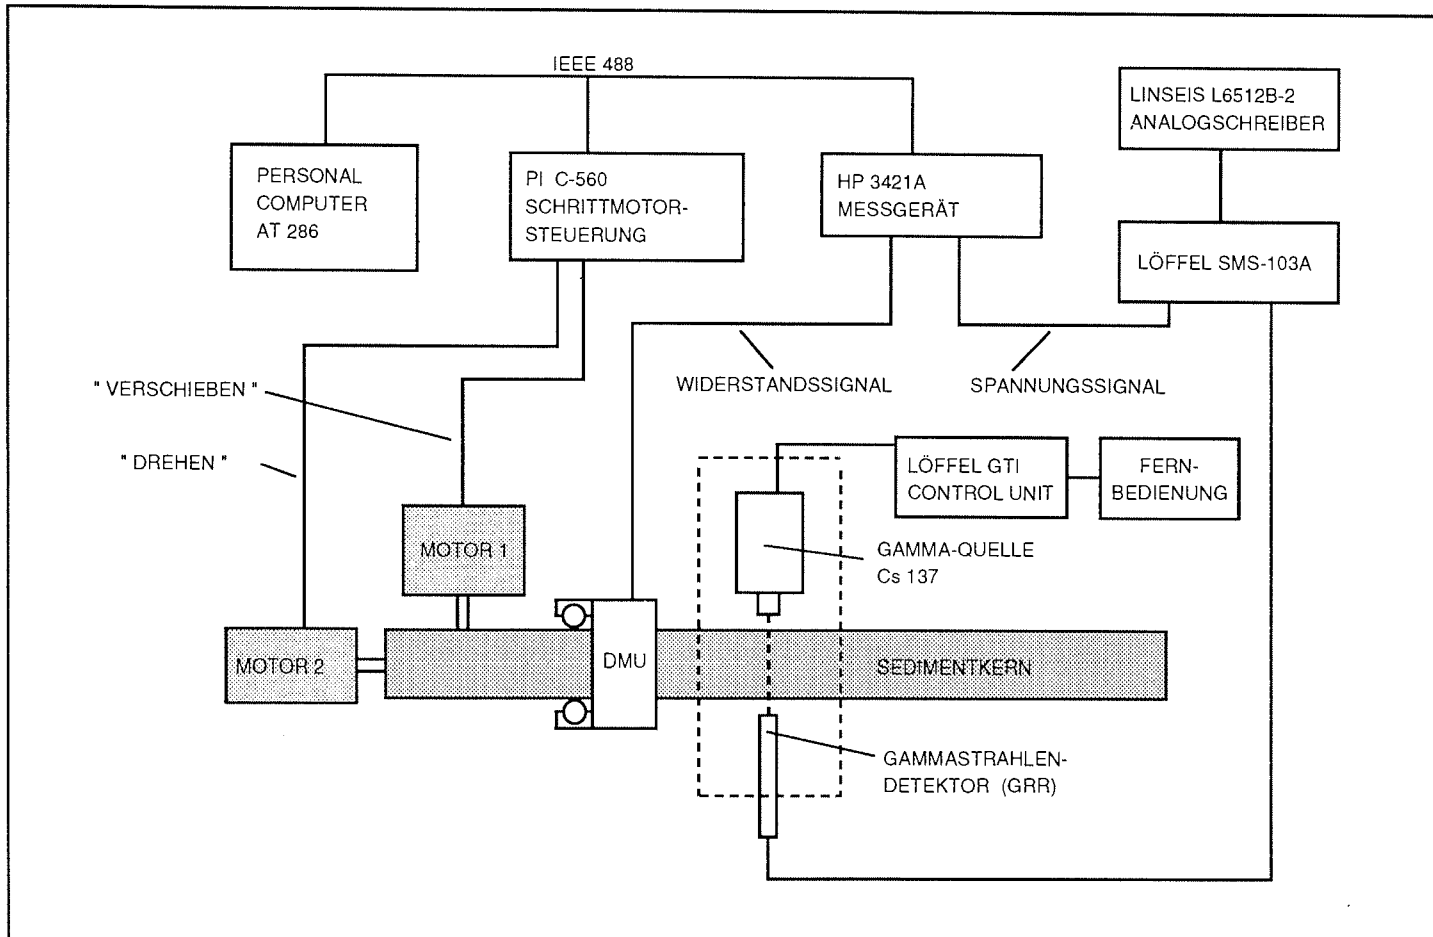 IEEE 488
LINSEIS L6512B-2
ANALOGSCHREIBER
PERSONAL
COMPUTER
AT 286
PI C-560
SCHRITTMOTOR-
STEUERUNG
HP 3421A
MESSGERÄT
LÖFFEL SMS-103A
" VERSCHIEBEN "
WIDERSTANDSSIGNAL
SPANNUNGSSIGNAL
" DREHEN "
LÖFFEL GTI
CONTROL UNIT
FERN-
BEDIENUNG
MOTOR 1
GAMMA-QUELLE
Cs 137
MOTOR 2
DMU
SEDIMENTKERN
GAMMASTRAHLEN-
DETEKTOR (GRR)